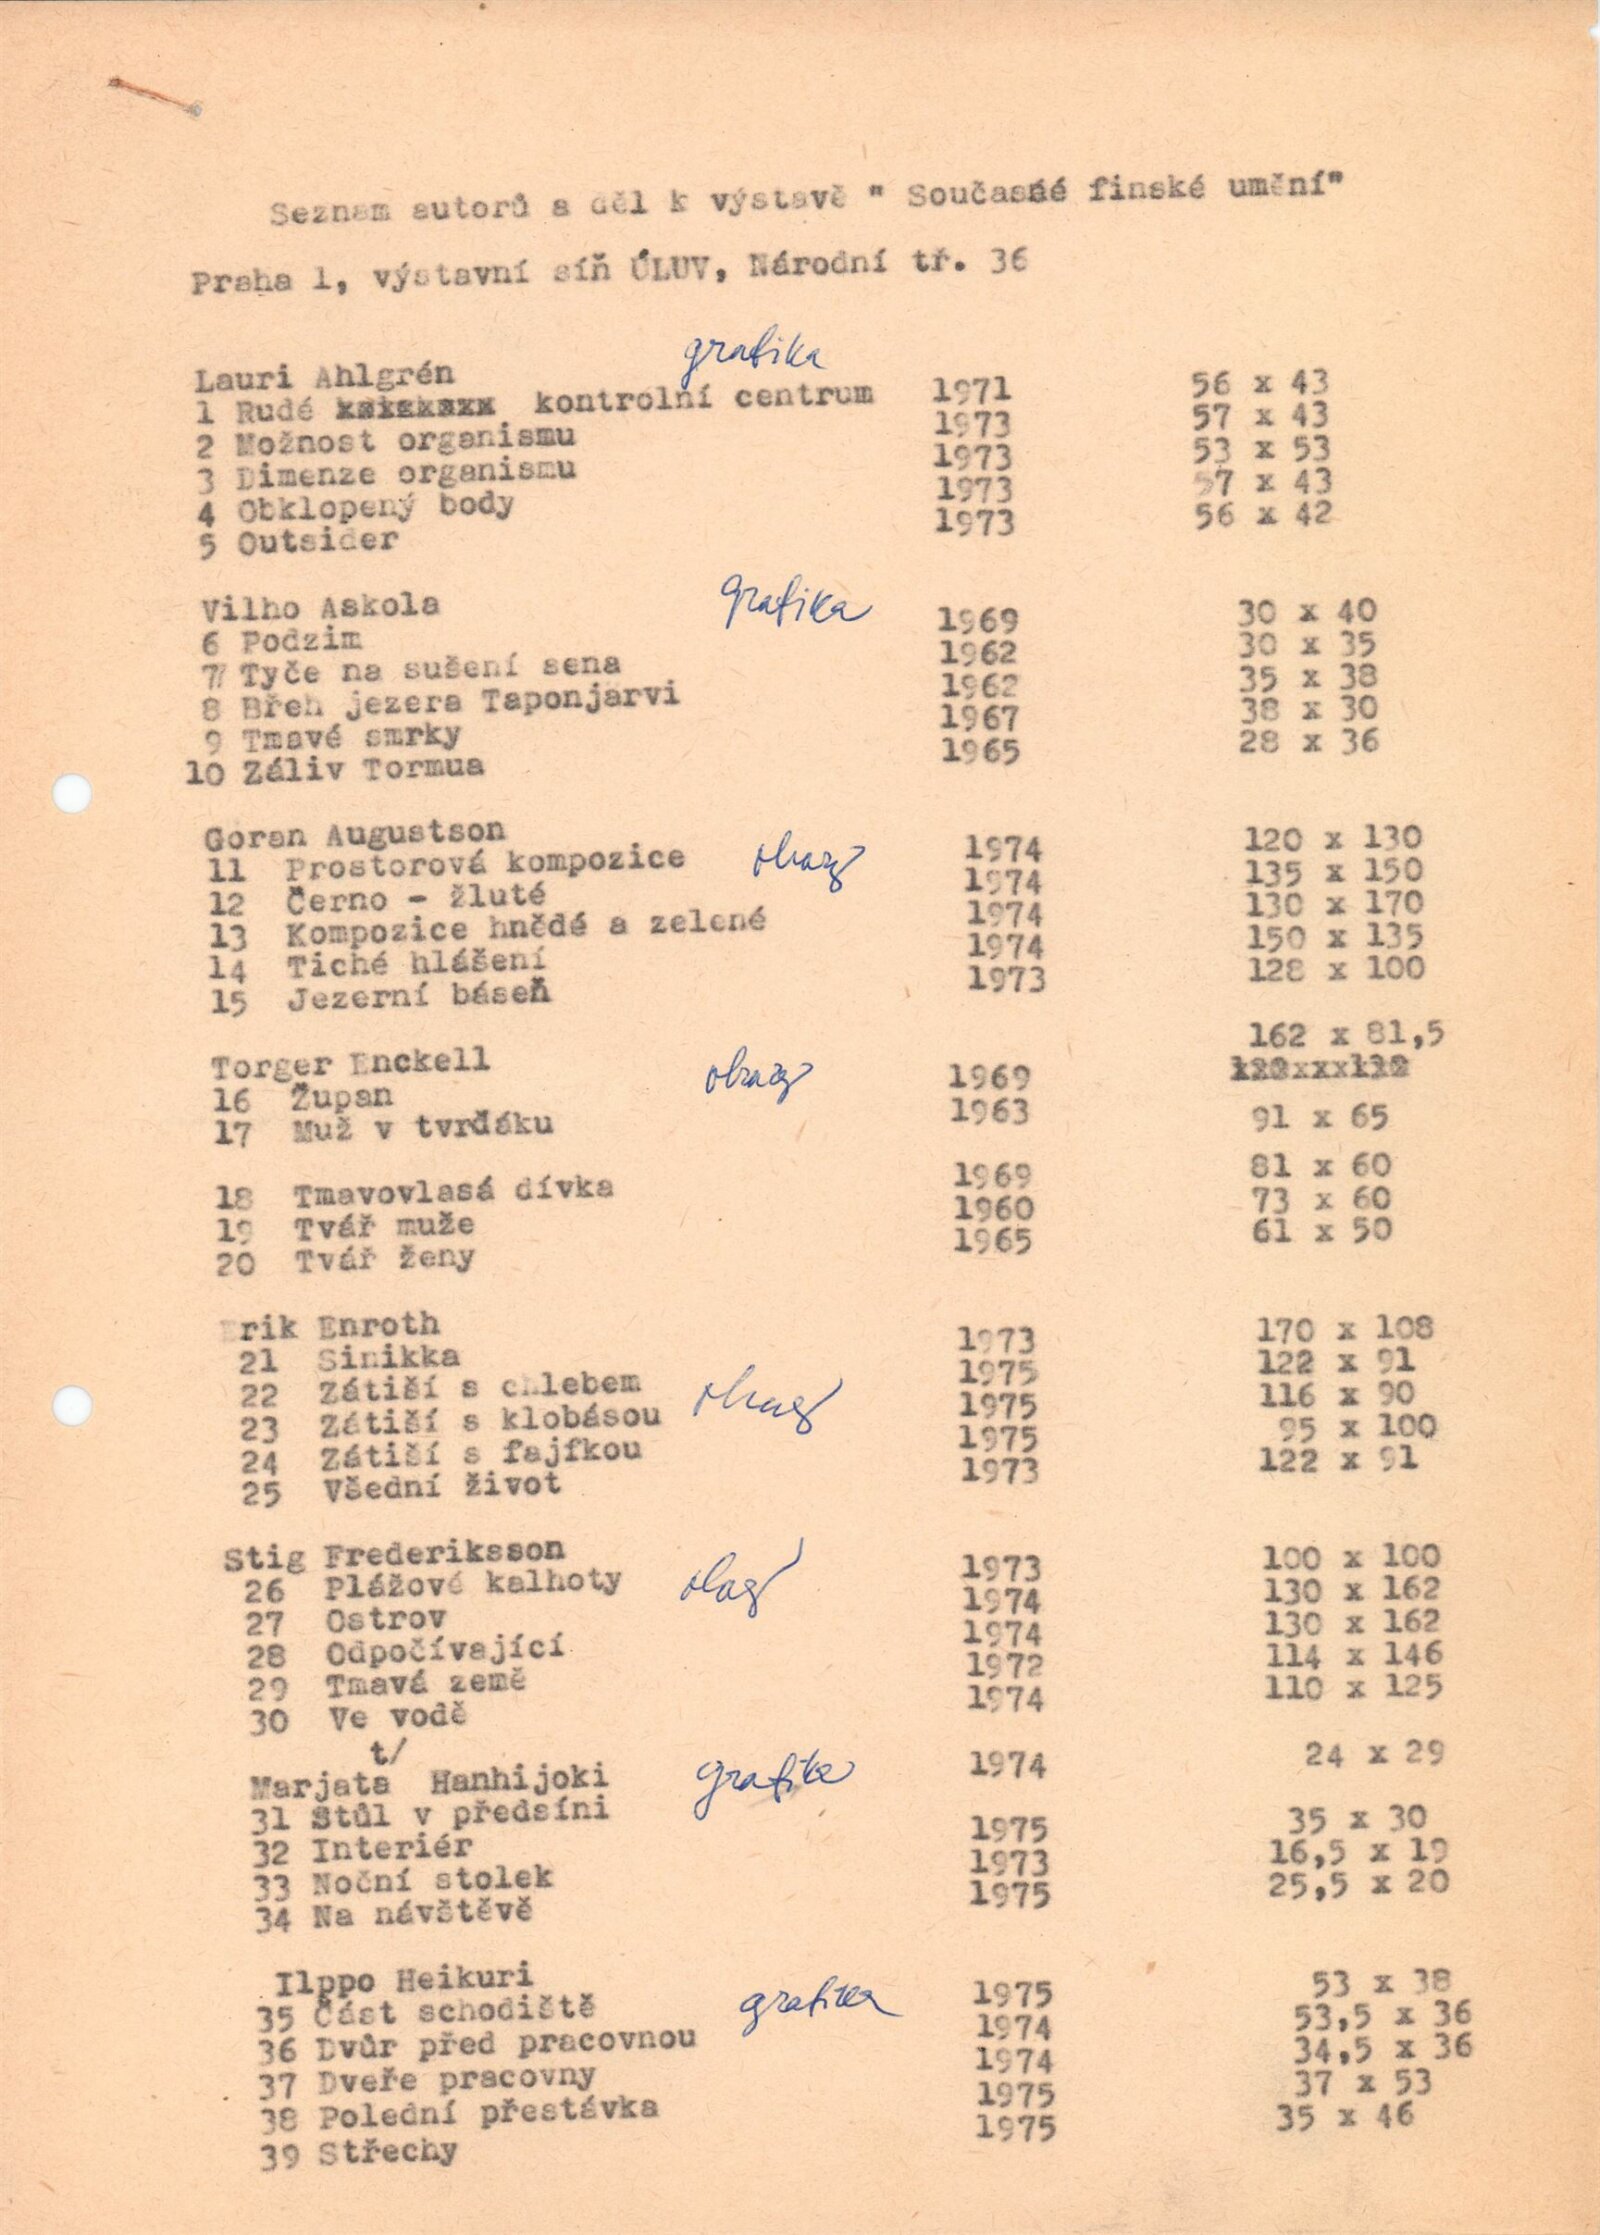 Seznam autorů a děl k výstavě " Současné finské umění"
Praha 1, výstavní síň ÚLUV, Národní tř. 36
grafika
Lauri Ahlgrén
1 Rudé kontrolní centrum 1971 56 x 43
2 Možnost organismu 1973 57 x 43
3 Dimenze organismu 1973 53 x 53
4 Obklopený body 1973 57 x 43
5 Outsider 1973 56 x 42
Vilho Askola grafika
6 Podzim 1969 30 x 40
7 Tyče na sušení sena 1962 30 x 35
8 Břeh jezera Taponjarvi 1962 35 x 38
9 Tmavé smrky 1967 38 x 30
10 Záliv Tormua 1965 28 x 36
Goran Augustson
11 Prostorová kompozice obrazy 1974 120 x 130
12 Černo - žluté 1974 135 x 150
13 Kompozice hnědé a zelené 1974 130 x 170
14 Tiché hlášení 1974 150 x 135
15 Jezerní báseň 1973 128 x 100
Torger Enckell obrazy
16 Župan 1969 162 x 81,5
17 Muž v tvrďáku 1963 91 x 65
18 Tmavovlasá dívka 1969 81 x 60
19 Tvář muže 1960 73 x 60
20 Tvář ženy 1965 61 x 50
Erik Enroth
21 Sinikka 1973 170 x 108
22 Zátiší s chlebem 1975 122 x 91
23 Zátiší s klobásou obrazy 1975 116 x 90
24 Zátiší s fajfkou 1975 95 x 100
25 Všední život 1973 122 x 91
Stig Frederiksson
26 Plážové kalhoty 1973 100 x 100
27 Ostrov 1974 130 x 162
28 Odpočívající 1974 130 x 162
29 Tmavá země 1972 114 x 146
30 Ve vodě 1974 110 x 125
t/
Marjata Hanhijoki grafika
31 Stůl v předsíni 1974 24 x 29
32 Interiér 1975 35 x 30
33 Noční stolek 1973 16,5 x 19
34 Na návštěvě 1975 25,5 x 20
Ilppo Heikuri
35 Část schodiště grafika 1975 53 x 38
36 Dvůr před pracovnou 1974 53,5 x 36
37 Dveře pracovny 1974 34,5 x 36
38 Polední přestávka 1975 37 x 53
39 Střechy 1975 35 x 46